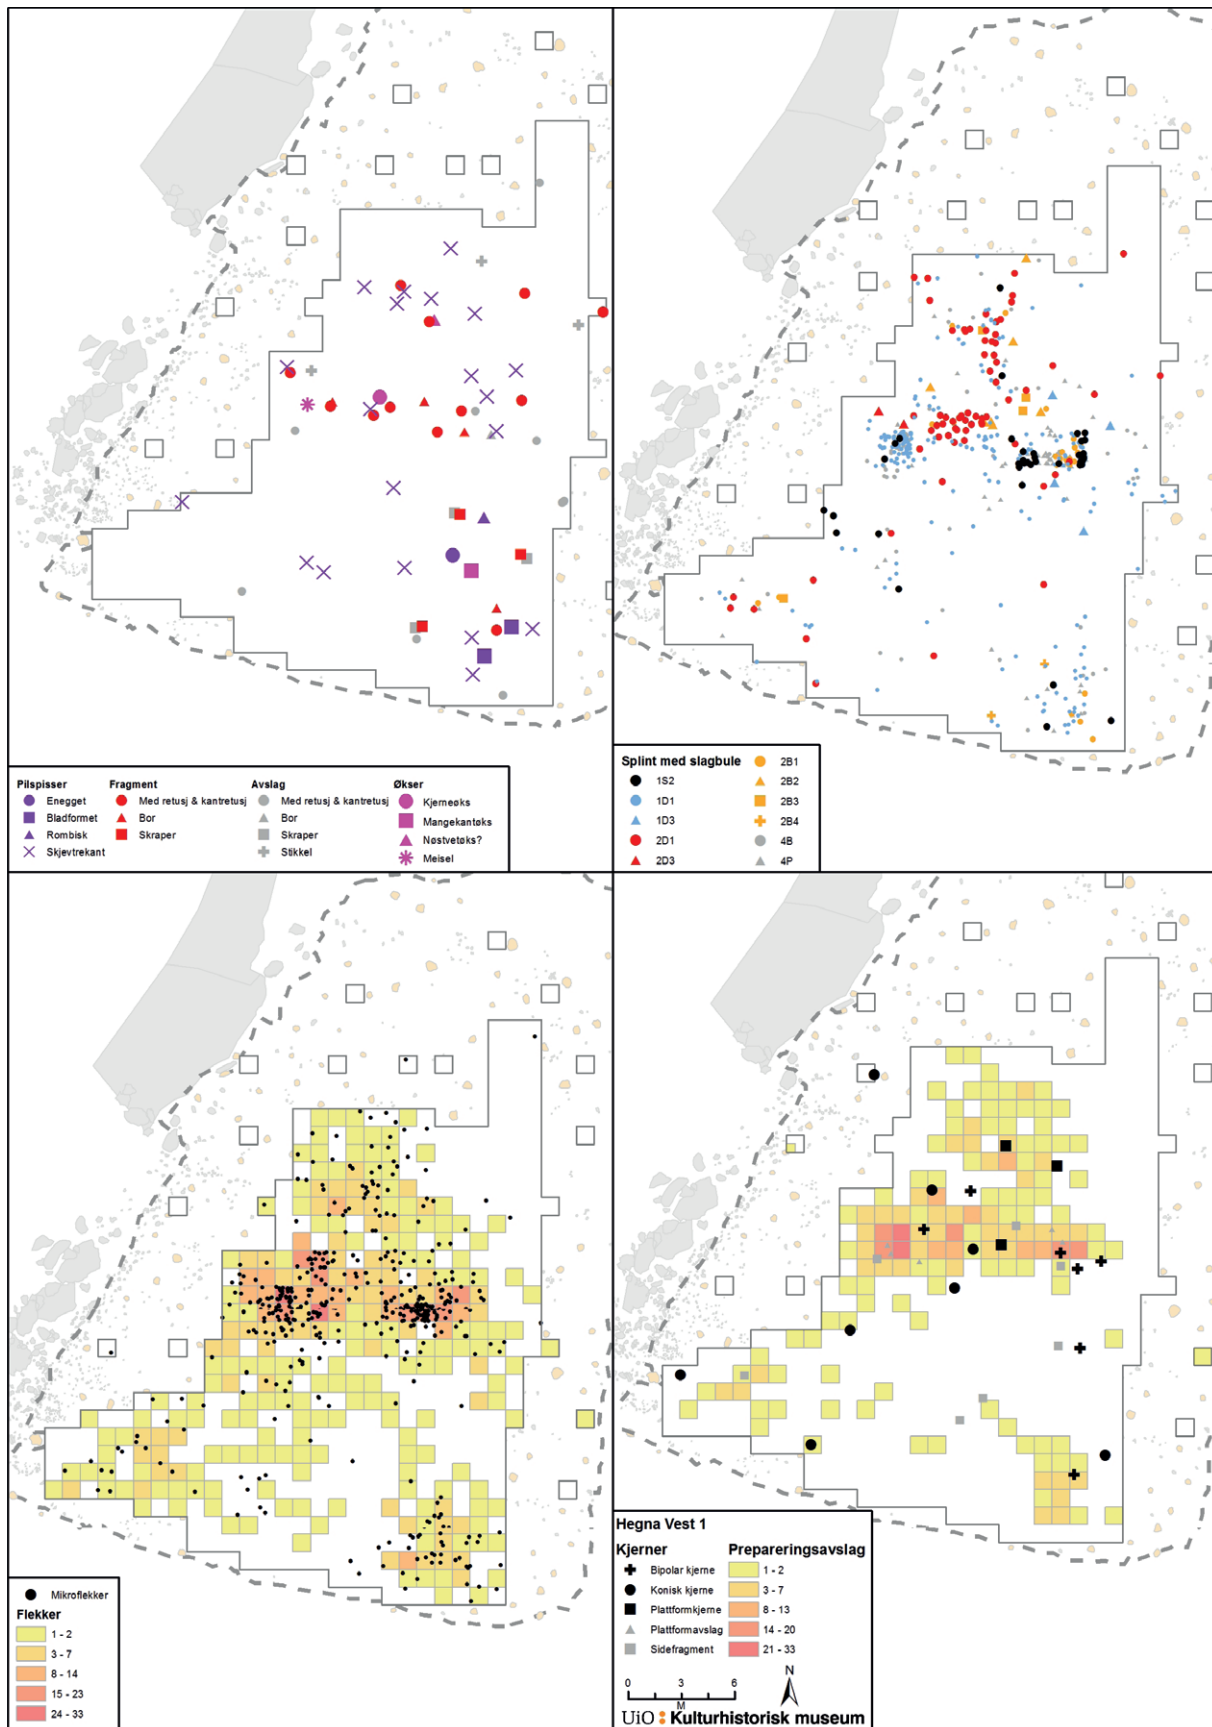 Pilspisser
Enegget
Bladformet
Rombisk
Skjevtrekant
Fragment
Med retusj & kantretusj
Bor
Skraper
Avslag
Med retusj & kantretusj
Bor
Skraper
Stikkel
Økser
Kjerneøks
Mangekantøks
Nøstvetøks?
Meisel
Splint med slagbule
1S2
1D1
1D3
2D1
2D3
2B1
2B2
2B3
2B4
4B
4P
Mikroflekker
Flekker
1 - 2
3 - 7
8 - 14
15 - 23
24 - 33
Hegna Vest 1
Kjerner
Bipolar kjerne
Konisk kjerne
Plattformkjerne
Plattformavslag
Sidefragment
Prepareringsavslag
1 - 2
3 - 7
8 - 13
14 - 20
21 - 33
0 3 6
M
N
UiO Kulturhistorisk museum